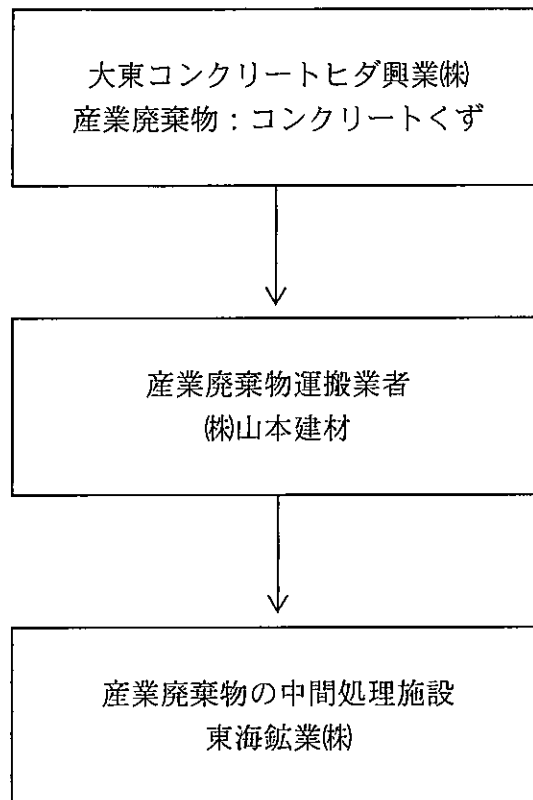 大東コンクリートヒダ興業㈱
産業廃棄物：コンクリートくず
産業廃棄物運搬業者
㈱山本建材
産業廃棄物の中間処理施設
東海鉱業㈱